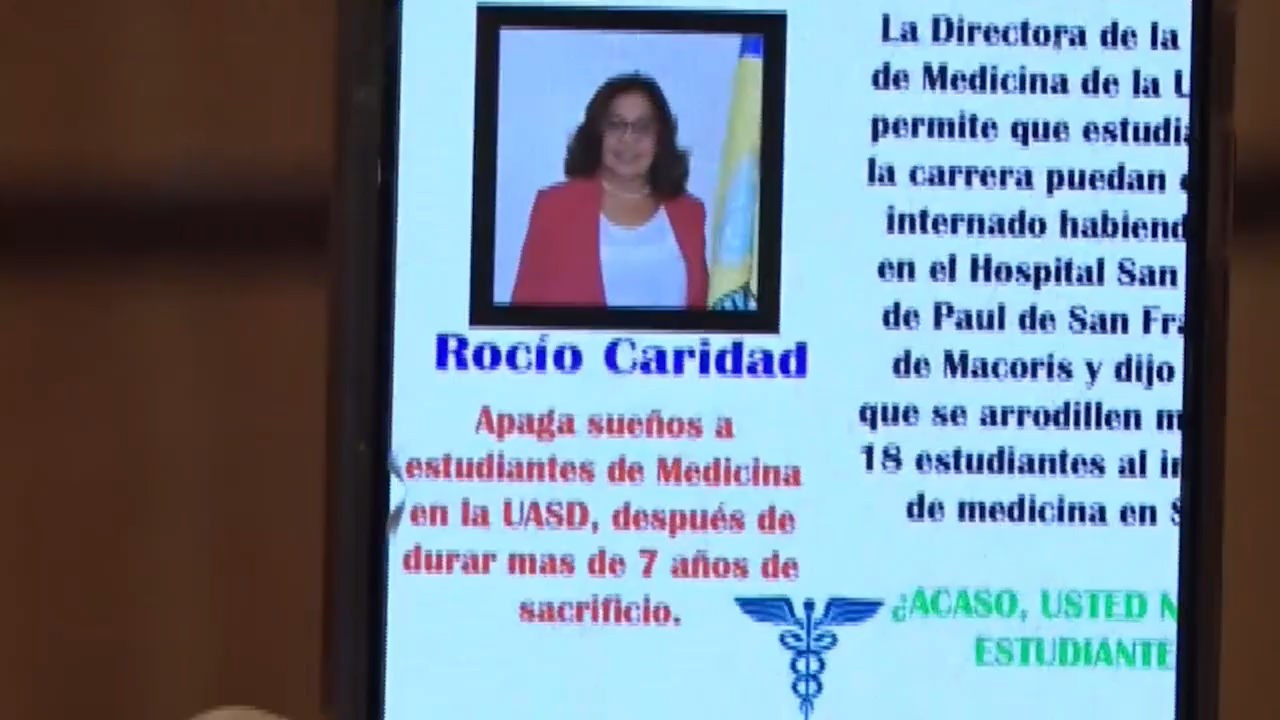 Rocío Caridad
Apaga sueños a
estudiantes de Medicina
en la UASD, después de
durar mas de 7 años de
sacrificio.
La Directora de la
de Medicina de la
permite que
la carrera puedan
internado
en el Hospital San
de Paul de San
de Macoris y dijo
que se arrodillen
18 estudiantes al
de medicina en
¿ACASO, USTED
ESTUDIANTE